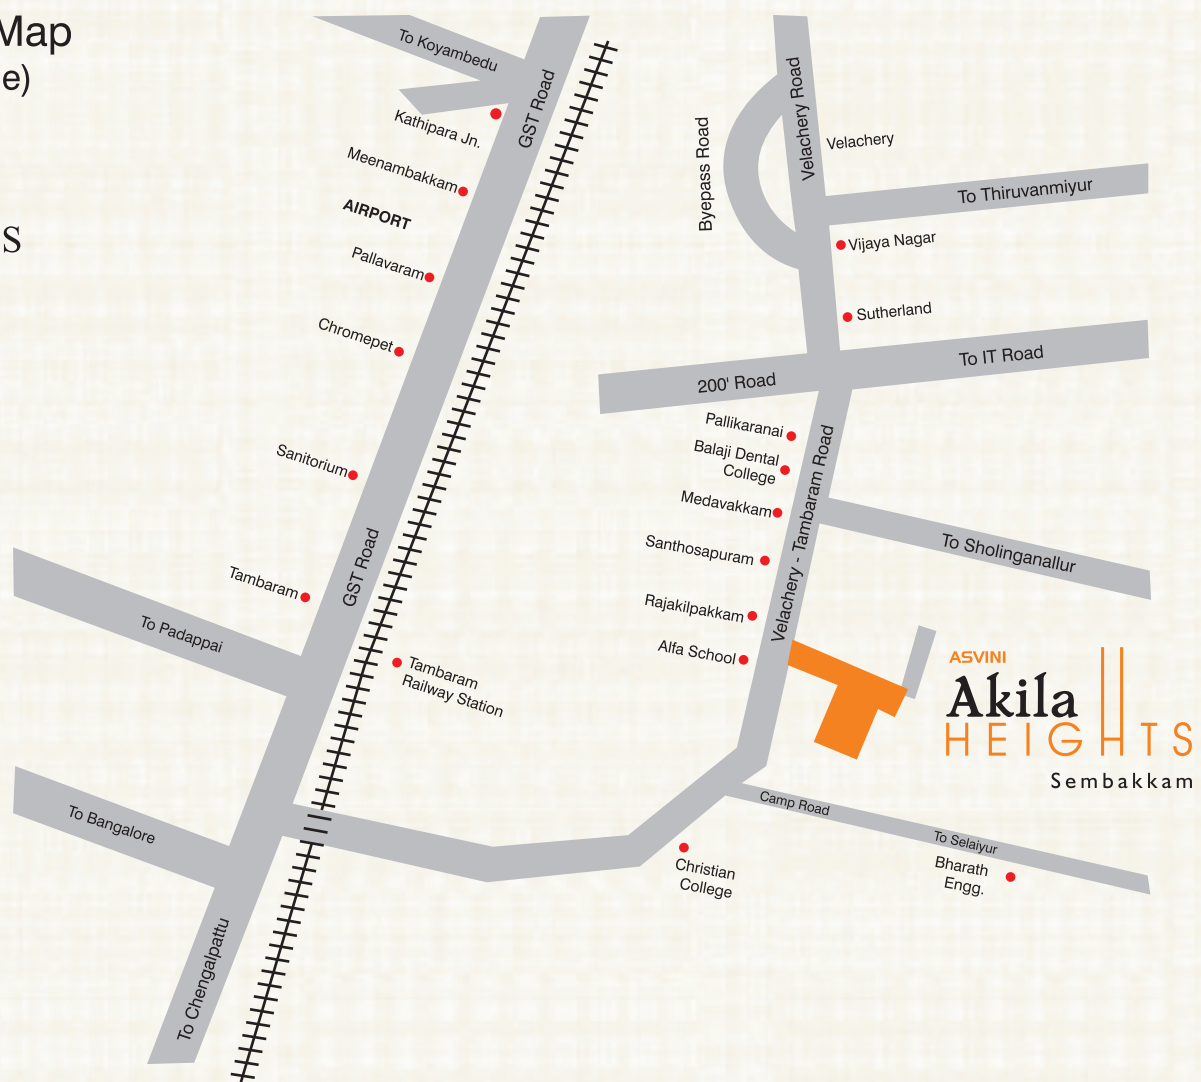 Map
e)
s
To Koyambedu
GST Road
Kathipara Jn.
Meenambakkam
AIRPORT
Pallavaram
Chromepet
Sanitorium
GST Road
Tambaram
To Padappai
Tambaram
Railway Station
To Bangalore
To Chengalpattu
Velachery Road
Byepass Road
Velachery
To Thiruvanmiyur
Vijaya Nagar
Sutherland
200' Road
To IT Road
Pallikaranai
Balaji Dental
College
Medavakkam
Velachery - Tambaram Road
To Sholinganallur
Santhosapuram
Rajakilpakkam
Alfa School
ASVINI
Akila
HEIGHTS
Sembakkam
Camp Road
To Selaiyur
Christian
College
Bharath
Engg.